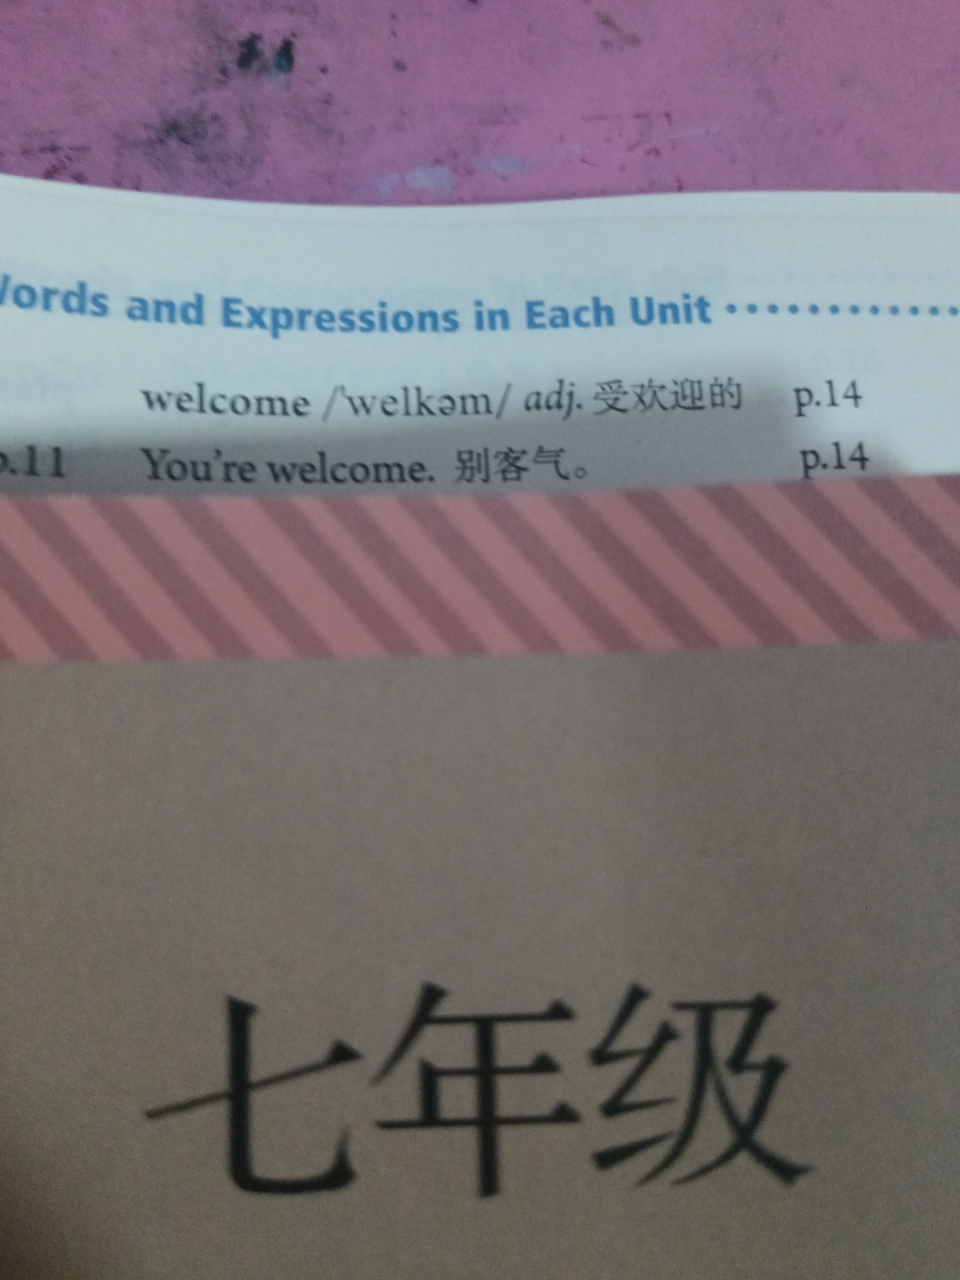 Words and Expressions in Each Unit ············
welcome /ˈwelkəm/ adj. 受欢迎的 p.14
p.11 You're welcome. 别客气。 p.14
七年级